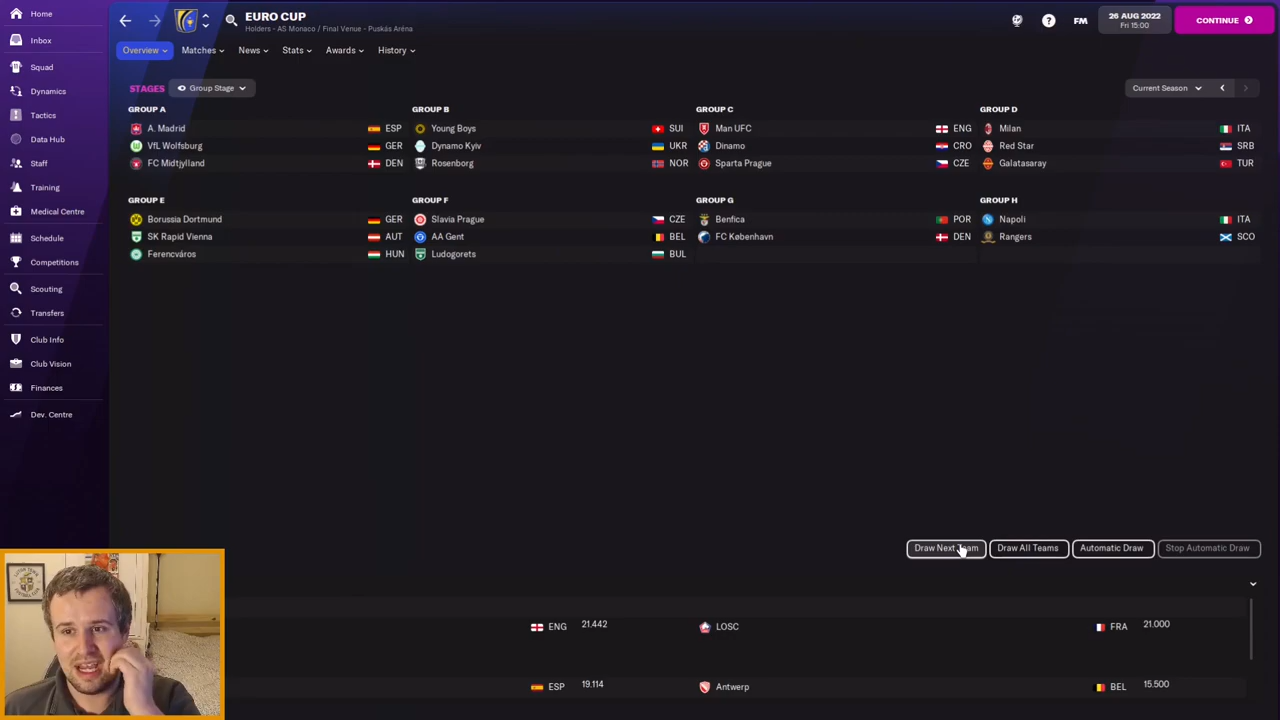 Home
Inbox
Squad
Dynamics
Tactics
Data Hub
Staff
Training
Medical Centre
Schedule
Competitions
Scouting
Transfers
Club Info
Club Vision
Finances
Dev. Centre
EURO CUP
Holders - AS Monaco / Final Venue - Puskás Aréna
FM
26 AUG 2022
Fri 15:00
CONTINUE
Overview
Matches
News
Stats
Awards
History
STAGES
Group Stage
Current Season
GROUP A
A. Madrid ESP
VfL Wolfsburg GER
FC Midtjylland DEN
GROUP B
Young Boys SUI
Dynamo Kyiv UKR
Rosenborg NOR
GROUP C
Man UFC ENG
Dinamo CRO
Sparta Prague CZE
GROUP D
Milan ITA
Red Star SRB
Galatasaray TUR
GROUP E
Borussia Dortmund GER
SK Rapid Vienna AUT
Ferencváros HUN
GROUP F
Slavia Prague CZE
AA Gent BEL
Ludogorets BUL
GROUP G
Benfica POR
FC København DEN
GROUP H
Napoli ITA
Rangers SCO
Draw Next Team
Draw All Teams
Automatic Draw
Stop Automatic Draw
ENG 21.442 LOSC FRA 21.000
ESP 19.114 Antwerp BEL 15.500